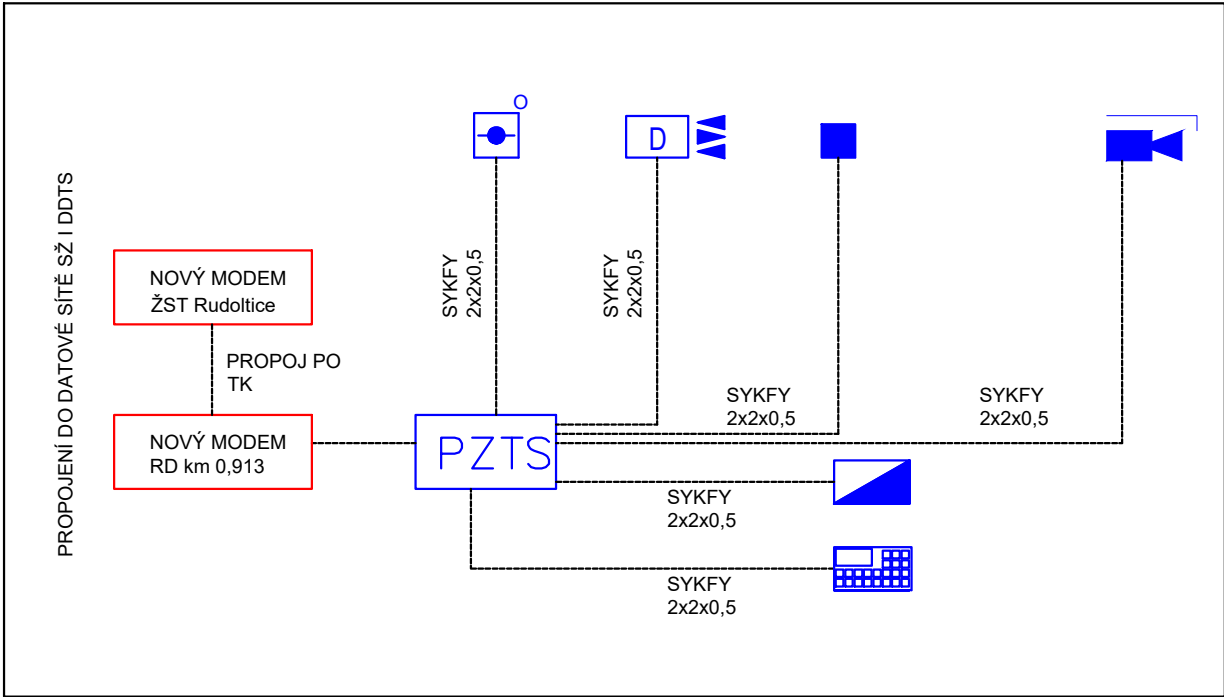 PROPOJENÍ DO DATOVÉ SÍTĚ SŽ I DDTS
NOVÝ MODEM
ŽST Rudoltice
PROPOJ PO
TK
NOVÝ MODEM
RD km 0,913
O
D
SYKFY
2x2x0,5
SYKFY
2x2x0,5
SYKFY
2x2x0,5
SYKFY
2x2x0,5
PZTS
SYKFY
2x2x0,5
SYKFY
2x2x0,5